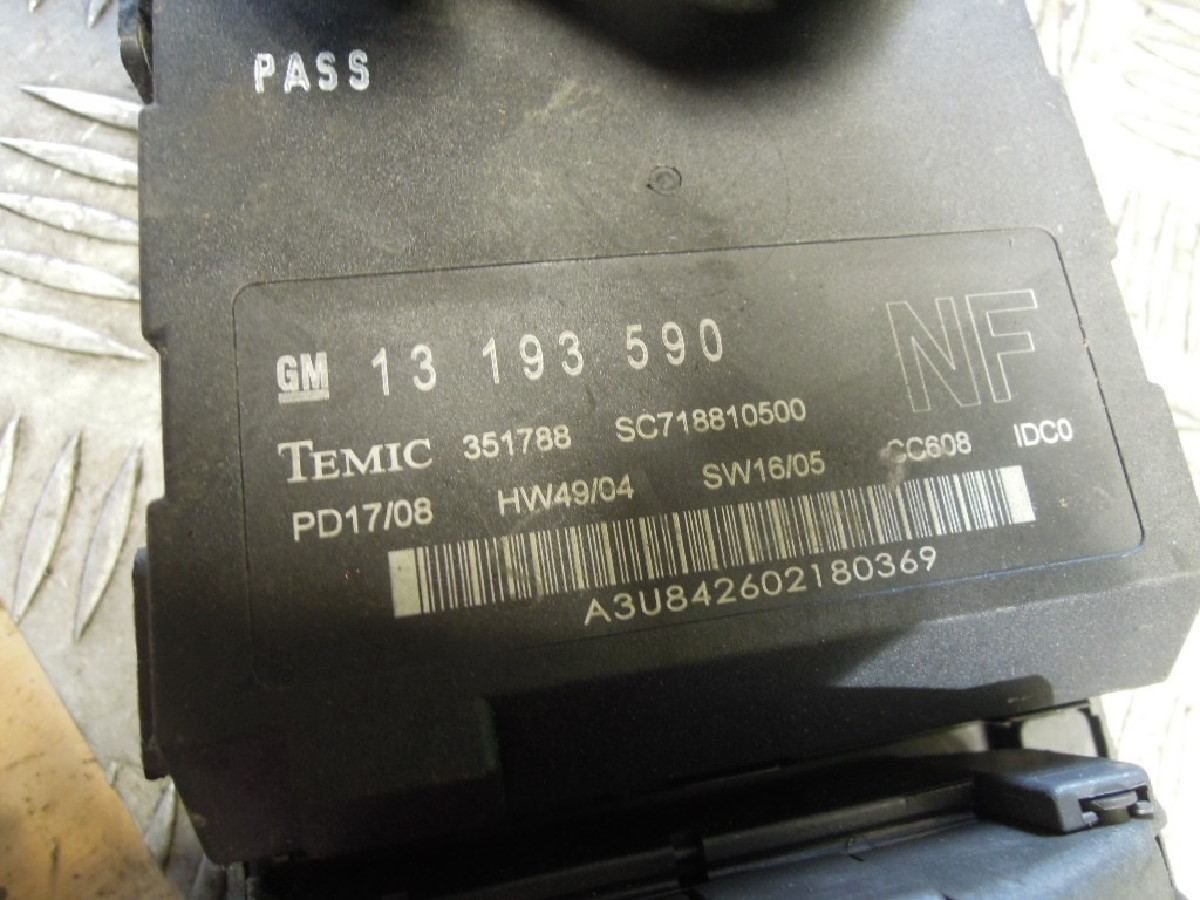 PASS
GM 13 193 590 NF
TEMIC 351788 SC718810500
PD17/08 HW49/04 SW16/05 CC608 IDC0
A3U842602180369